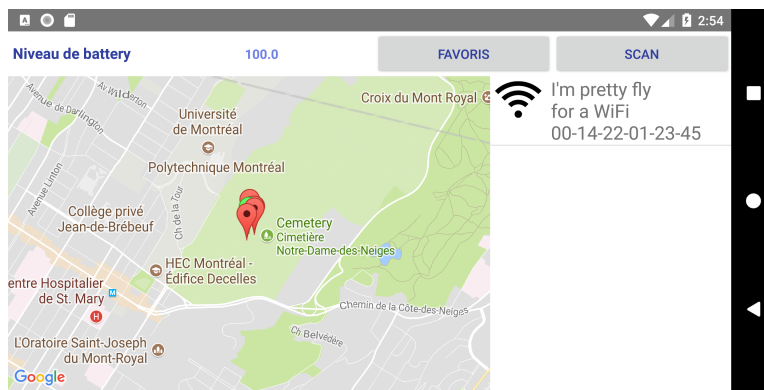 A
2:54
Niveau de battery
100.0
FAVORIS
SCAN
Avenue de Darlington
Av. Wilderton
Université
de Montréal
Croix du Mont Royal
Polytechnique Montréal
Avenue Linton
Ch de la Tour
Collège privé
Jean-de-Brébeuf
Cemetery
Cimetière
Notre-Dame-des-Neiges
HEC Montréal -
Édifice Decelles
entre Hospitalier
de St. Mary
M
H
Chemin de la Côte-des-Neiges
Ch Belvédère
L'Oratoire Saint-Joseph
du Mont-Royal
Google
I'm pretty fly
for a WiFi
00-14-22-01-23-45